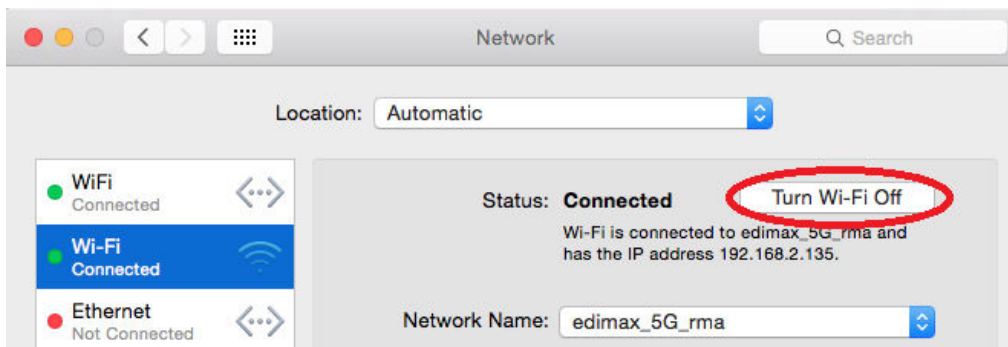 Network
Search
Location: Automatic
WiFi
Connected
Wi-Fi
Connected
Ethernet
Not Connected
Status: Connected
Turn Wi-Fi Off
Wi-Fi is connected to edimax_5G_rma and
has the IP address 192.168.2.135.
Network Name: edimax_5G_rma